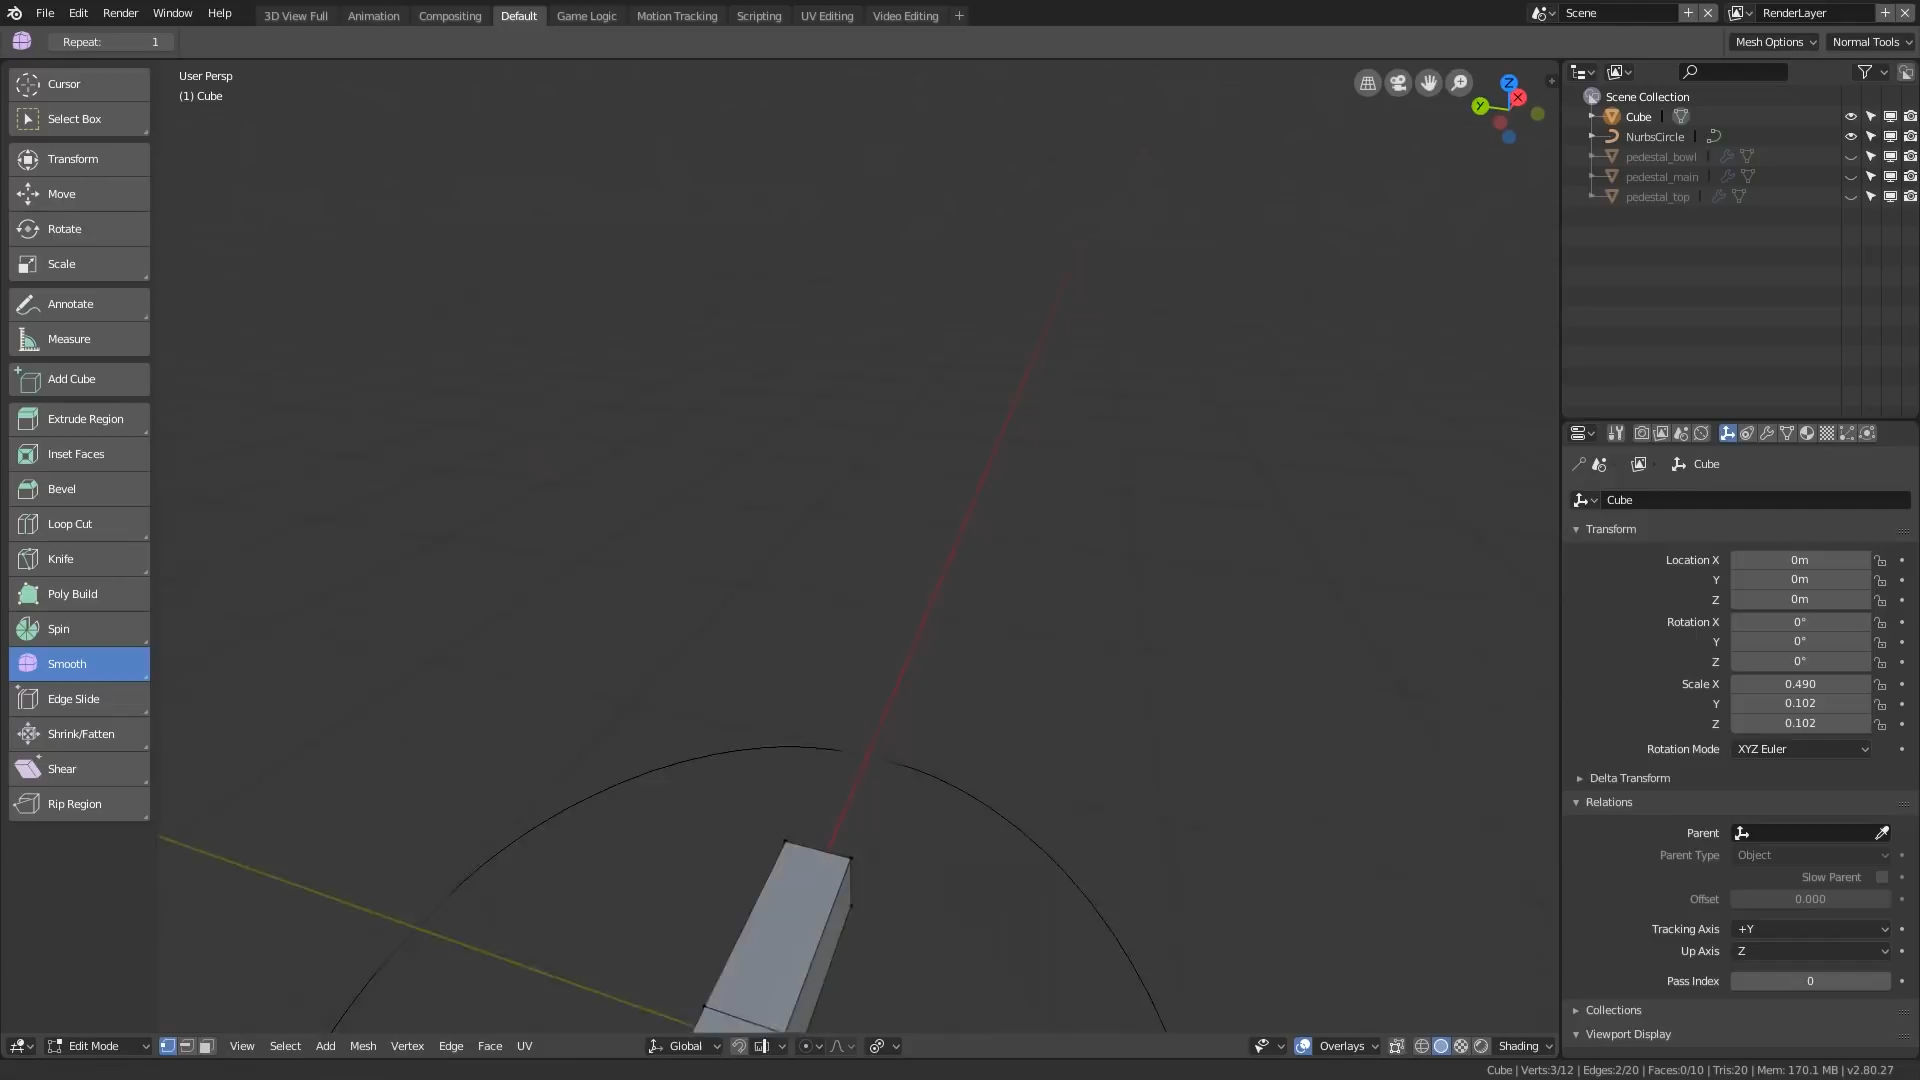 File Edit Render Window Help
3D View Full Animation Compositing Default Game Logic Motion Tracking Scripting UV Editing Video Editing
Scene
RenderLayer
Repeat: 1
Mesh Options Normal Tools
Cursor
Select Box
Transform
Move
Rotate
Scale
Annotate
Measure
Add Cube
Extrude Region
Inset Faces
Bevel
Loop Cut
Knife
Poly Build
Spin
Smooth
Edge Slide
Shrink/Fatten
Shear
Rip Region
User Persp
(1) Cube
Z
X
Y
Scene Collection
Cube
NurbsCircle
pedestal_bowl
pedestal_main
pedestal_top
Cube
Cube
Transform
Location X 0m
Y 0m
Z 0m
Rotation X 0°
Y 0°
Z 0°
Scale X 0.490
Y 0.102
Z 0.102
Rotation Mode XYZ Euler
Delta Transform
Relations
Parent
Parent Type Object
Slow Parent
Offset 0.000
Tracking Axis +Y
Up Axis Z
Pass Index 0
Collections
Viewport Display
Edit Mode View Select Add Mesh Vertex Edge Face UV Global Overlays Shading
Cube | Verts:3/12 | Edges:2/20 | Faces:0/10 | Tris:20 | Mem: 170.1 MB | v2.80.27